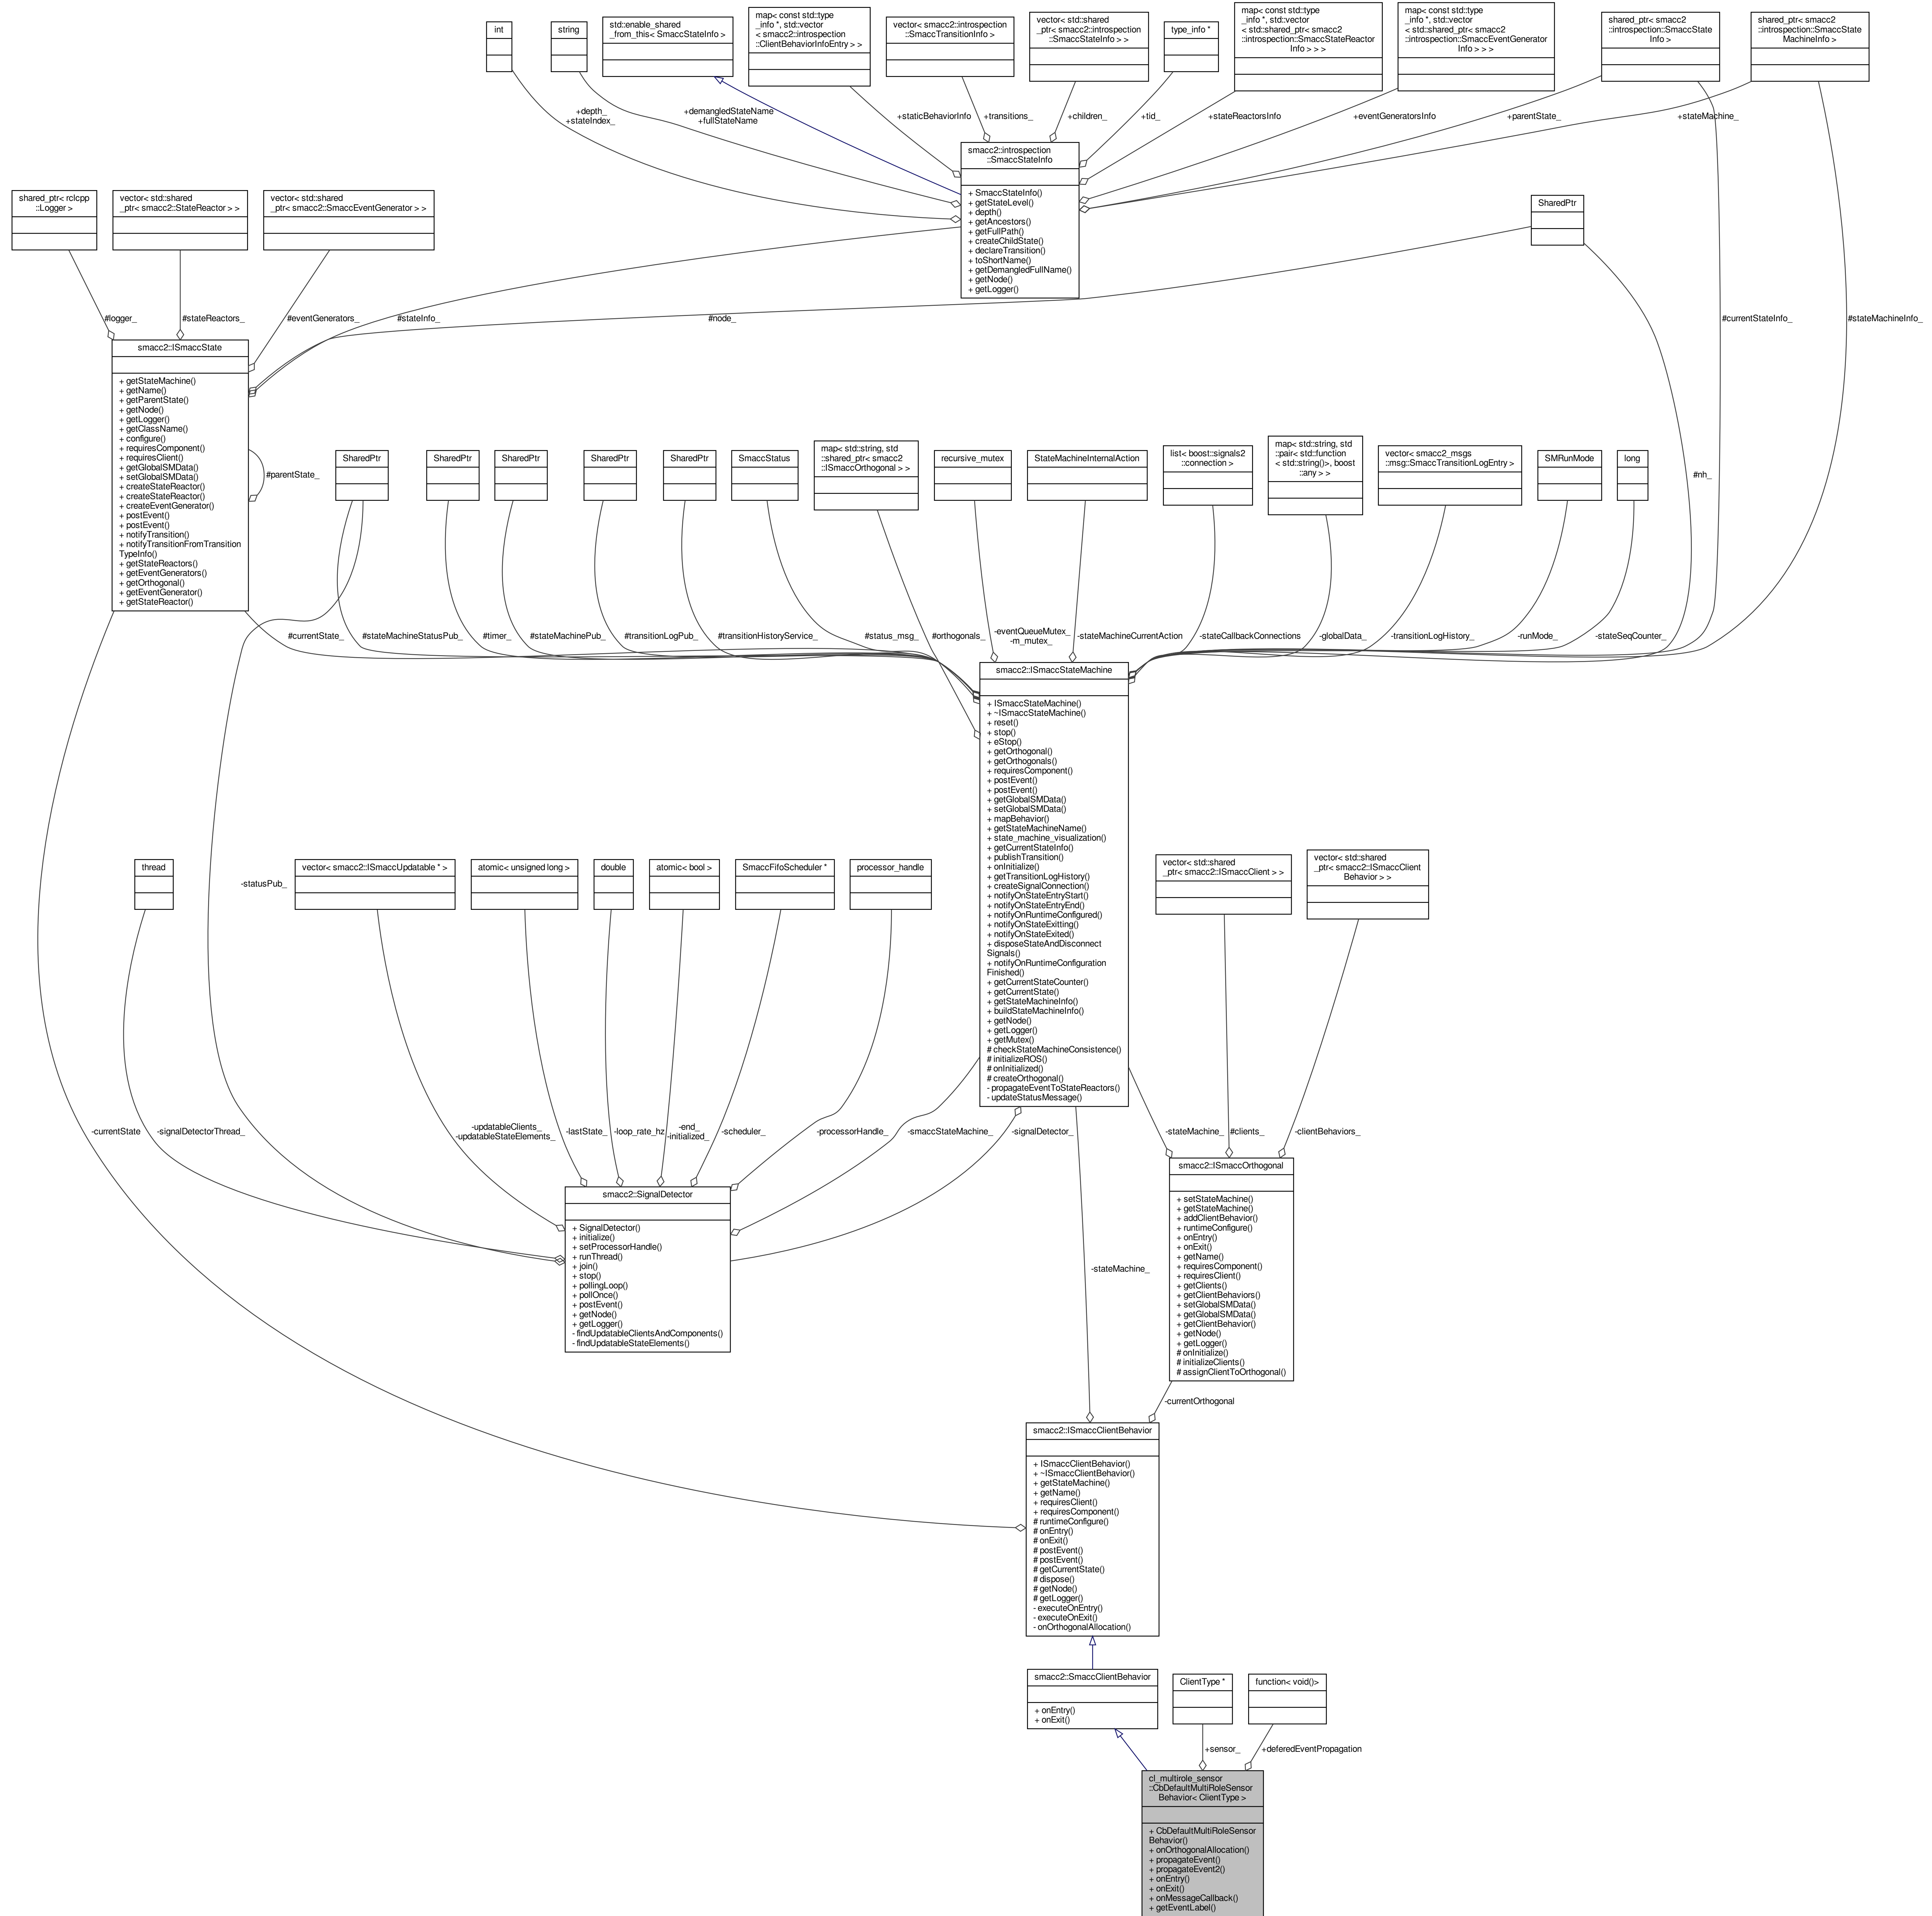 int
string
std::enable_shared
_from_this< SmaccStateInfo >
map< const std::type
_info *, std::vector
< smacc2::introspection
::ClientBehaviorInfoEntry > >
vector< smacc2::introspection
::SmaccTransitionInfo >
vector< std::shared
_ptr< smacc2::introspection
::SmaccStateInfo > >
type_info *
map< const std::type
_info *, std::vector
< std::shared_ptr< smacc2
::introspection::SmaccStateReactor
Info > > >
map< const std::type
_info *, std::vector
< std::shared_ptr< smacc2
::introspection::SmaccEventGenerator
Info > > >
shared_ptr< smacc2
::introspection::SmaccState
Info >
shared_ptr< smacc2
::introspection::SmaccState
MachineInfo >
+depth_
+stateIndex_
+demangledStateName
+fullStateName
+staticBehaviorInfo
+transitions_
+children_
+tid_
+stateReactorsInfo
+eventGeneratorsInfo
+parentState_
+stateMachine_
smacc2::introspection
::SmaccStateInfo
+ SmaccStateInfo()
+ getStateLevel()
+ depth()
+ getAncestors()
+ getFullPath()
+ createChildState()
+ declareTransition()
+ toShortName()
+ getDemangledFullName()
+ getNode()
+ getLogger()
shared_ptr< rclcpp
::Logger >
vector< std::shared
_ptr< smacc2::StateReactor > >
vector< std::shared
_ptr< smacc2::SmaccEventGenerator > >
SharedPtr
#logger_
#stateReactors_
#eventGenerators_
#stateInfo_
#node_
#currentStateInfo_
#stateMachineInfo_
smacc2::ISmaccState
+ getStateMachine()
+ getName()
+ getParentState()
+ getNode()
+ getLogger()
+ getClassName()
+ configure()
+ requiresComponent()
+ requiresClient()
+ getGlobalSMData()
+ setGlobalSMData()
+ createStateReactor()
+ createStateReactor()
+ createEventGenerator()
+ postEvent()
+ postEvent()
+ notifyTransition()
+ notifyTransitionFromTransition
TypeInfo()
+ getStateReactors()
+ getEventGenerators()
+ getOrthogonal()
+ getEventGenerator()
+ getStateReactor()
#parentState_
SharedPtr
SharedPtr
SharedPtr
SharedPtr
SharedPtr
SmaccStatus
map< std::string, std
::shared_ptr< smacc2
::ISmaccOrthogonal > >
recursive_mutex
StateMachineInternalAction
list< boost::signals2
::connection >
map< std::string, std
::pair< std::function
< std::string()>, boost
::any > >
vector< smacc2_msgs
::msg::SmaccTransitionLogEntry >
SMRunMode
long
#nh_
#currentState_
#stateMachineStatusPub_
#timer_
#stateMachinePub_
#transitionLogPub_
#transitionHistoryService_
#status_msg_
#orthogonals_
-eventQueueMutex_
-m_mutex_
-stateMachineCurrentAction
-stateCallbackConnections
-globalData_
-transitionLogHistory_
-runMode_
-stateSeqCounter_
smacc2::ISmaccStateMachine
+ ISmaccStateMachine()
+ ~ISmaccStateMachine()
+ reset()
+ stop()
+ eStop()
+ getOrthogonal()
+ getOrthogonals()
+ requiresComponent()
+ postEvent()
+ postEvent()
+ getGlobalSMData()
+ setGlobalSMData()
+ mapBehavior()
+ getStateMachineName()
+ state_machine_visualization()
+ getCurrentStateInfo()
+ publishTransition()
+ onInitialize()
+ getTransitionLogHistory()
+ createSignalConnection()
+ notifyOnStateEntryStart()
+ notifyOnStateEntryEnd()
+ notifyOnRuntimeConfigured()
+ notifyOnStateExitting()
+ notifyOnStateExited()
+ disposeStateAndDisconnect
Signals()
+ notifyOnRuntimeConfiguration
Finished()
+ getCurrentStateCounter()
+ getCurrentState()
+ getStateMachineInfo()
+ buildStateMachineInfo()
+ getNode()
+ getLogger()
+ getMutex()
# checkStateMachineConsistence()
# initializeROS()
# onInitialized()
# createOrthogonal()
- propagateEventToStateReactors()
- updateStatusMessage()
thread
-statusPub_
vector< smacc2::ISmaccUpdatable * >
atomic< unsigned long >
double
atomic< bool >
SmaccFifoScheduler *
processor_handle
vector< std::shared
_ptr< smacc2::ISmaccClient > >
vector< std::shared
_ptr< smacc2::ISmaccClient
Behavior > >
-currentState
-signalDetectorThread_
-updatableClients_
-updatableStateElements_
-lastState_
-loop_rate_hz
-end_
-initialized_
-scheduler_
-processorHandle_
-smaccStateMachine_
-signalDetector_
-stateMachine_
#clients_
-clientBehaviors_
smacc2::SignalDetector
+ SignalDetector()
+ initialize()
+ setProcessorHandle()
+ runThread()
+ join()
+ stop()
+ pollingLoop()
+ pollOnce()
+ postEvent()
+ getNode()
+ getLogger()
- findUpdatableClientsAndComponents()
- findUpdatableStateElements()
smacc2::ISmaccOrthogonal
+ setStateMachine()
+ getStateMachine()
+ addClientBehavior()
+ runtimeConfigure()
+ onEntry()
+ onExit()
+ getName()
+ requiresComponent()
+ requiresClient()
+ getClients()
+ getClientBehaviors()
+ setGlobalSMData()
+ getGlobalSMData()
+ getClientBehavior()
+ getNode()
+ getLogger()
# onInitialize()
# initializeClients()
# assignClientToOrthogonal()
-stateMachine_
-currentOrthogonal
smacc2::ISmaccClientBehavior
+ ISmaccClientBehavior()
+ ~ISmaccClientBehavior()
+ getStateMachine()
+ getName()
+ requiresClient()
+ requiresComponent()
# runtimeConfigure()
# onEntry()
# onExit()
# postEvent()
# postEvent()
# getCurrentState()
# dispose()
# getNode()
# getLogger()
- executeOnEntry()
- executeOnExit()
- onOrthogonalAllocation()
smacc2::SmaccClientBehavior
+ onEntry()
+ onExit()
ClientType *
function< void()>
+sensor_
+deferedEventPropagation
cl_multirole_sensor
::CbDefaultMultiRoleSensor
Behavior< ClientType >
+ CbDefaultMultiRoleSensor
Behavior()
+ onOrthogonalAllocation()
+ propagateEvent()
+ propagateEvent2()
+ onEntry()
+ onExit()
+ onMessageCallback()
+ getEventLabel()